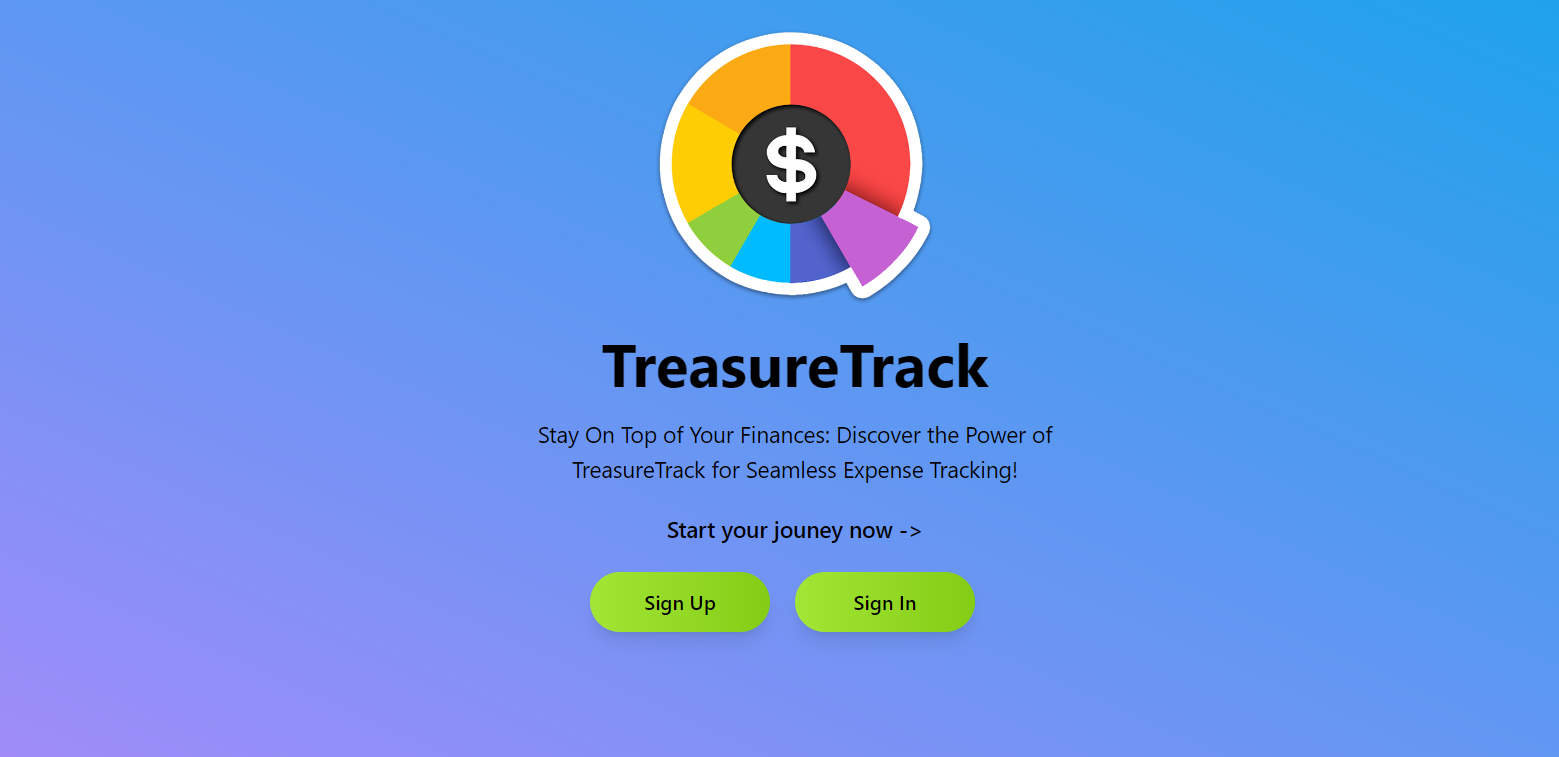 $
TreasureTrack
Stay On Top of Your Finances: Discover the Power of
TreasureTrack for Seamless Expense Tracking!
Start your jouney now ->
Sign Up
Sign In